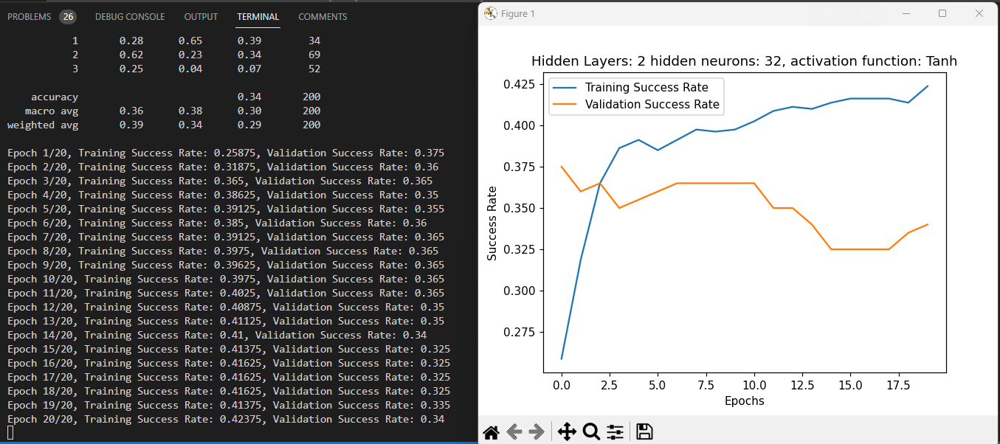 PROBLEMS 26 DEBUG CONSOLE OUTPUT TERMINAL COMMENTS
1 0.28 0.65 0.39 34
2 0.62 0.23 0.34 69
3 0.25 0.04 0.07 52
accuracy 0.34 200
macro avg 0.36 0.38 0.30 200
weighted avg 0.39 0.34 0.29 200
Epoch 1/20, Training Success Rate: 0.25875, Validation Success Rate: 0.375
Epoch 2/20, Training Success Rate: 0.31875, Validation Success Rate: 0.36
Epoch 3/20, Training Success Rate: 0.365, Validation Success Rate: 0.365
Epoch 4/20, Training Success Rate: 0.38625, Validation Success Rate: 0.35
Epoch 5/20, Training Success Rate: 0.39125, Validation Success Rate: 0.355
Epoch 6/20, Training Success Rate: 0.385, Validation Success Rate: 0.36
Epoch 7/20, Training Success Rate: 0.39125, Validation Success Rate: 0.365
Epoch 8/20, Training Success Rate: 0.3975, Validation Success Rate: 0.365
Epoch 9/20, Training Success Rate: 0.39625, Validation Success Rate: 0.365
Epoch 10/20, Training Success Rate: 0.3975, Validation Success Rate: 0.365
Epoch 11/20, Training Success Rate: 0.4025, Validation Success Rate: 0.365
Epoch 12/20, Training Success Rate: 0.40875, Validation Success Rate: 0.35
Epoch 13/20, Training Success Rate: 0.41125, Validation Success Rate: 0.35
Epoch 14/20, Training Success Rate: 0.41, Validation Success Rate: 0.34
Epoch 15/20, Training Success Rate: 0.41375, Validation Success Rate: 0.325
Epoch 16/20, Training Success Rate: 0.41625, Validation Success Rate: 0.325
Epoch 17/20, Training Success Rate: 0.41625, Validation Success Rate: 0.325
Epoch 18/20, Training Success Rate: 0.41625, Validation Success Rate: 0.325
Epoch 19/20, Training Success Rate: 0.41375, Validation Success Rate: 0.335
Epoch 20/20, Training Success Rate: 0.42375, Validation Success Rate: 0.34
Figure 1
Hidden Layers: 2 hidden neurons: 32, activation function: Tanh
Training Success Rate
Validation Success Rate
Success Rate
0.425
0.400
0.375
0.350
0.325
0.300
0.275
0.0 2.5 5.0 7.5 10.0 12.5 15.0 17.5
Epochs